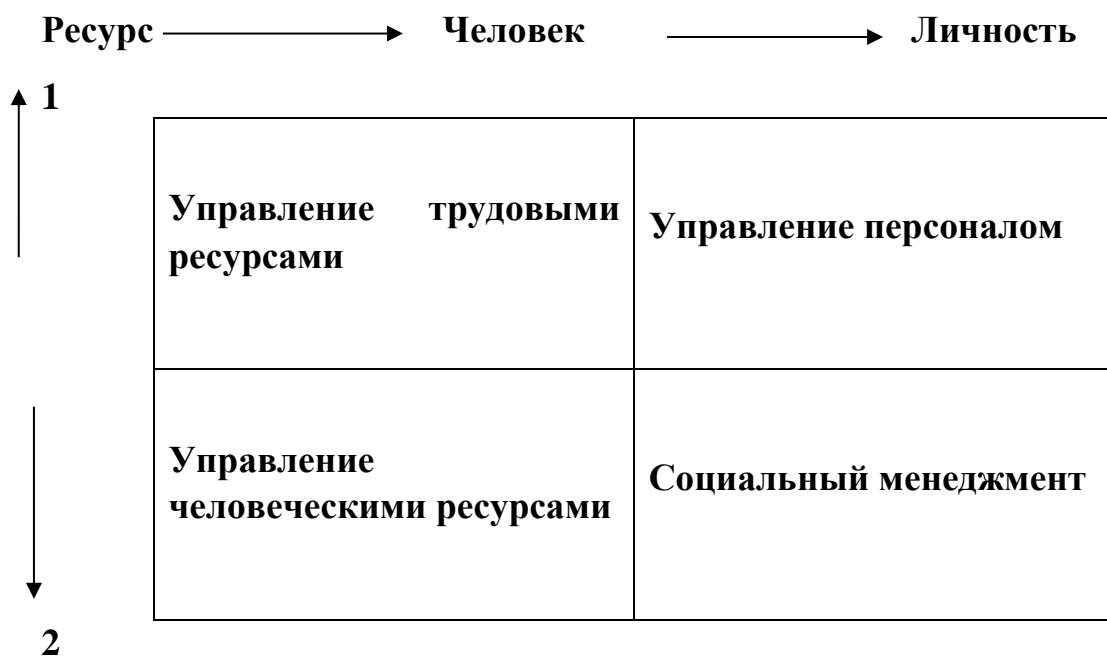 Ресурс Человек Личность
1
Управление трудовыми
ресурсами
Управление персоналом
Управление
человеческими ресурсами
Социальный менеджмент
2